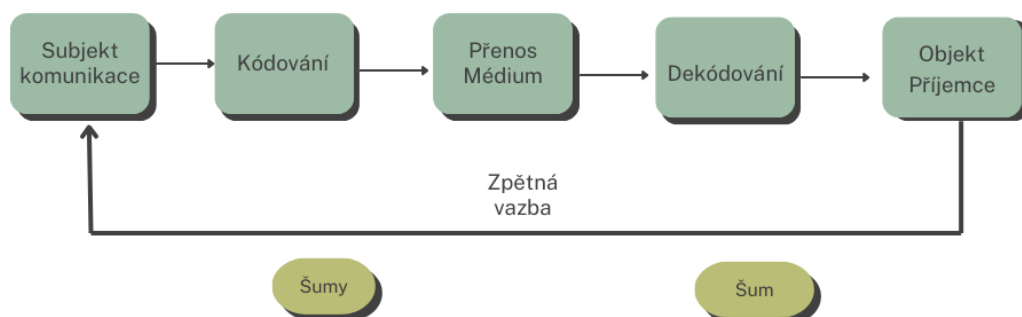 Subjekt
komunikace
Kódování
Přenos
Médium
Dekódování
Objekt
Příjemce
Zpětná
vazba
Šumy
Šum